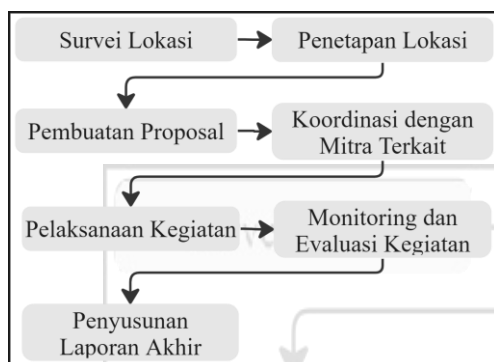 Survei Lokasi
Penetapan Lokasi
Pembuatan Proposal
Koordinasi dengan
Mitra Terkait
Pelaksanaan Kegiatan
Monitoring dan
Evaluasi Kegiatan
Penyusunan
Laporan Akhir